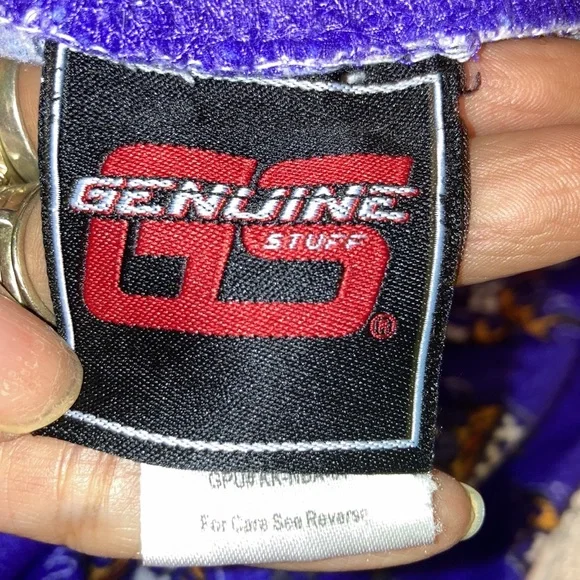 GS
GENUINE
STUFF
®
For Care See Reverse